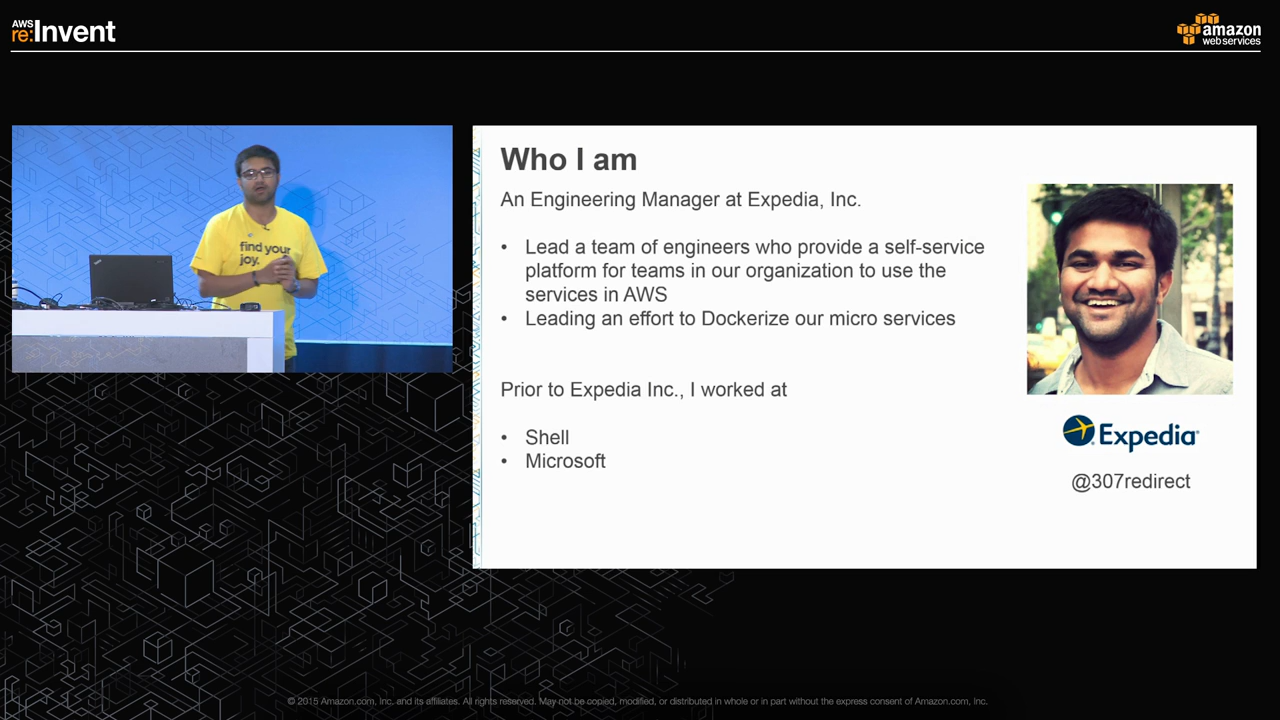 AWS
re:Invent
amazon
web services
find your
joy.
Who I am
An Engineering Manager at Expedia, Inc.
• Lead a team of engineers who provide a self-service
platform for teams in our organization to use the
services in AWS
• Leading an effort to Dockerize our micro services
Prior to Expedia Inc., I worked at
• Shell
• Microsoft
Expedia®
@307redirect
© 2015 Amazon.com, Inc. and its affiliates. All rights reserved. May not be copied, modified, or distributed in whole or in part without the express consent of Amazon.com, Inc.